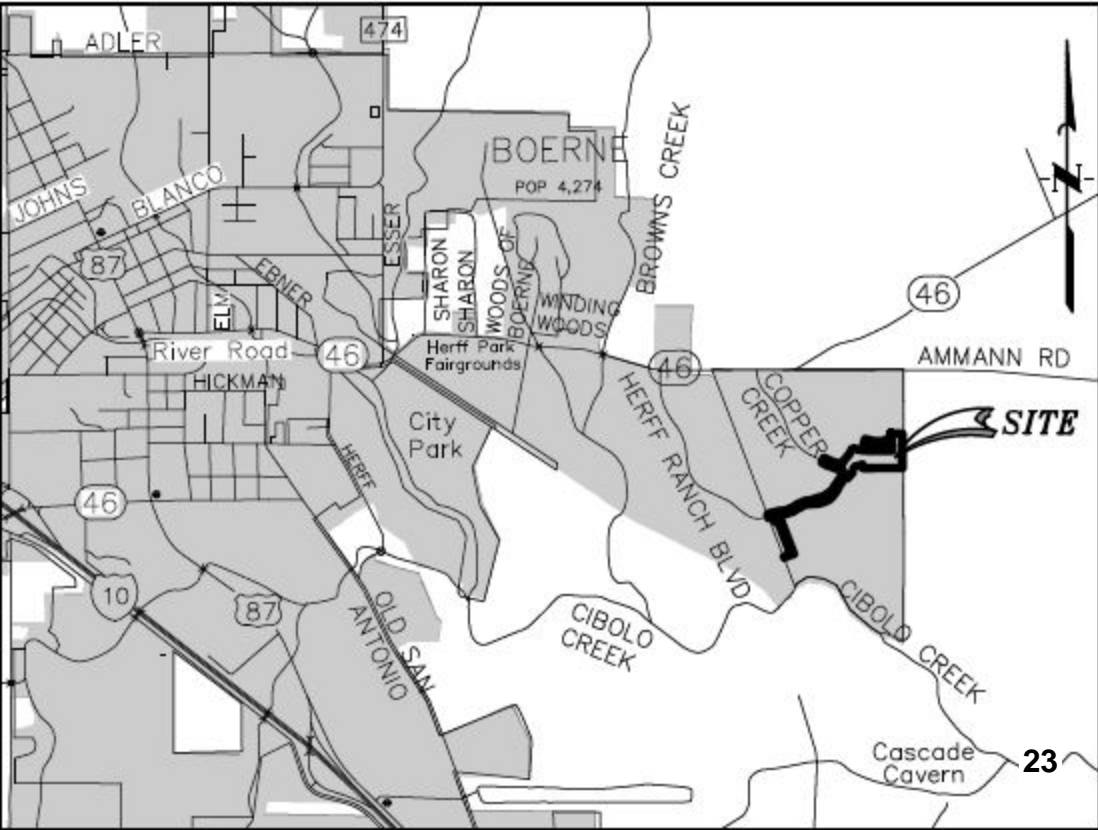 474
ADLER
BOERNE
POP 4,274
BROWNS CREEK
N
JOHNS
BLANCO
ESSER
87
EBNER
ELM
SHARON
SHARON
WOODS OF
BOERNE
WINDING
WOODS
46
River Road
46
Herff Park
Fairgrounds
46
AMMANN RD
HICKMAN
City
Park
HERFF
HERFF RANCH BLVD
COPPER
CREEK
SITE
46
10
87
OLD SAN
ANTONIO
CIBOLO
CREEK
CIBOLO CREEK
Cascade
Cavern
23